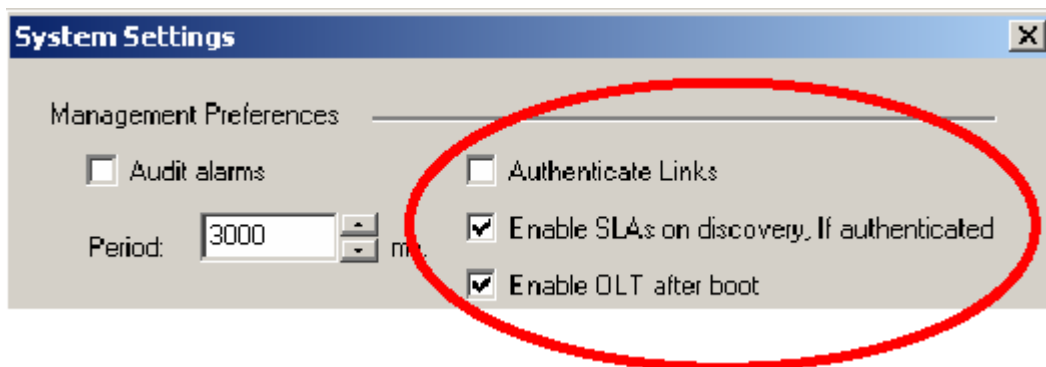 System Settings
Management Preferences
Audit alarms
Authenticate Links
Period: 3000
Enable SLAs on discovery, If authenticated
Enable OLT after boot